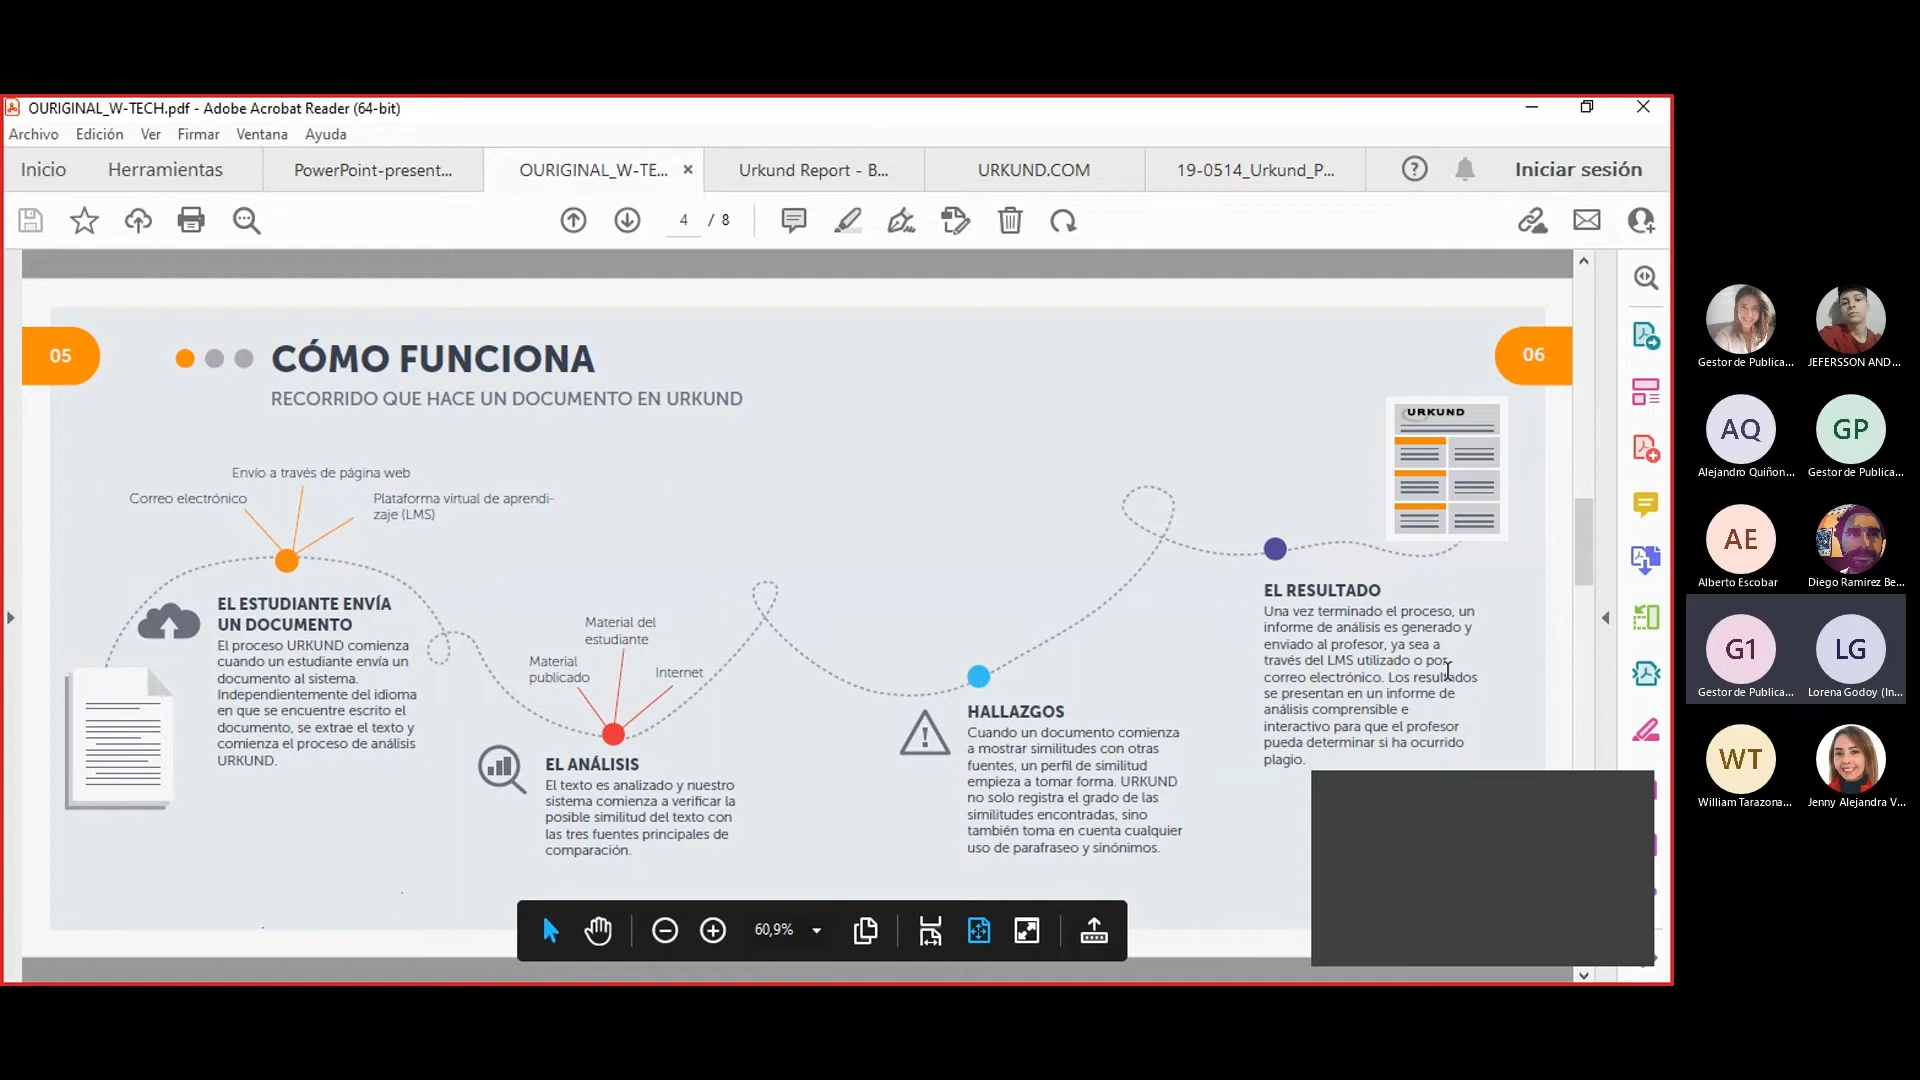 OURIGINAL_W-TECH.pdf - Adobe Acrobat Reader (64-bit)
Archivo Edición Ver Firmar Ventana Ayuda
Inicio Herramientas PowerPoint-present... OURIGINAL_W-TE... Urkund Report - B... URKUND.COM 19-0514_Urkund_P... Iniciar sesión
4 / 8
05
CÓMO FUNCIONA
06
RECORRIDO QUE HACE UN DOCUMENTO EN URKUND
URKUND
Envío a través de página web
Correo electrónico
Plataforma virtual de aprendi-
zaje (LMS)
EL ESTUDIANTE ENVÍA
UN DOCUMENTO
El proceso URKUND comienza
cuando un estudiante envía un
documento al sistema.
Independientemente del idioma
en que se encuentre escrito el
documento, se extrae el texto y
comienza el proceso de análisis
URKUND.
Material del
estudiante
Material
publicado
Internet
EL ANÁLISIS
El texto es analizado y nuestro
sistema comienza a verificar la
posible similitud del texto con
las tres fuentes principales de
comparación.
HALLAZGOS
Cuando un documento comienza
a mostrar similitudes con otras
fuentes, un perfil de similitud
empieza a tomar forma. URKUND
no solo registra el grado de las
similitudes encontradas, sino
también toma en cuenta cualquier
uso de parafraseo y sinónimos.
EL RESULTADO
Una vez terminado el proceso, un
informe de análisis es generado y
enviado al profesor, ya sea a
través del LMS utilizado o por
correo electrónico. Los resultados
se presentan en un informe de
análisis comprensible e
interactivo para que el profesor
pueda determinar si ha ocurrido
plagio.
60,9%
Gestor de Publica... JEFERSSON AND...
AQ GP
Alejandro Quiñon... Gestor de Publica...
AE
Alberto Escobar Diego Ramirez Be...
G1 LG
Gestor de Publica... Lorena Godoy (In...
WT
William Tarazona... Jenny Alejandra V...